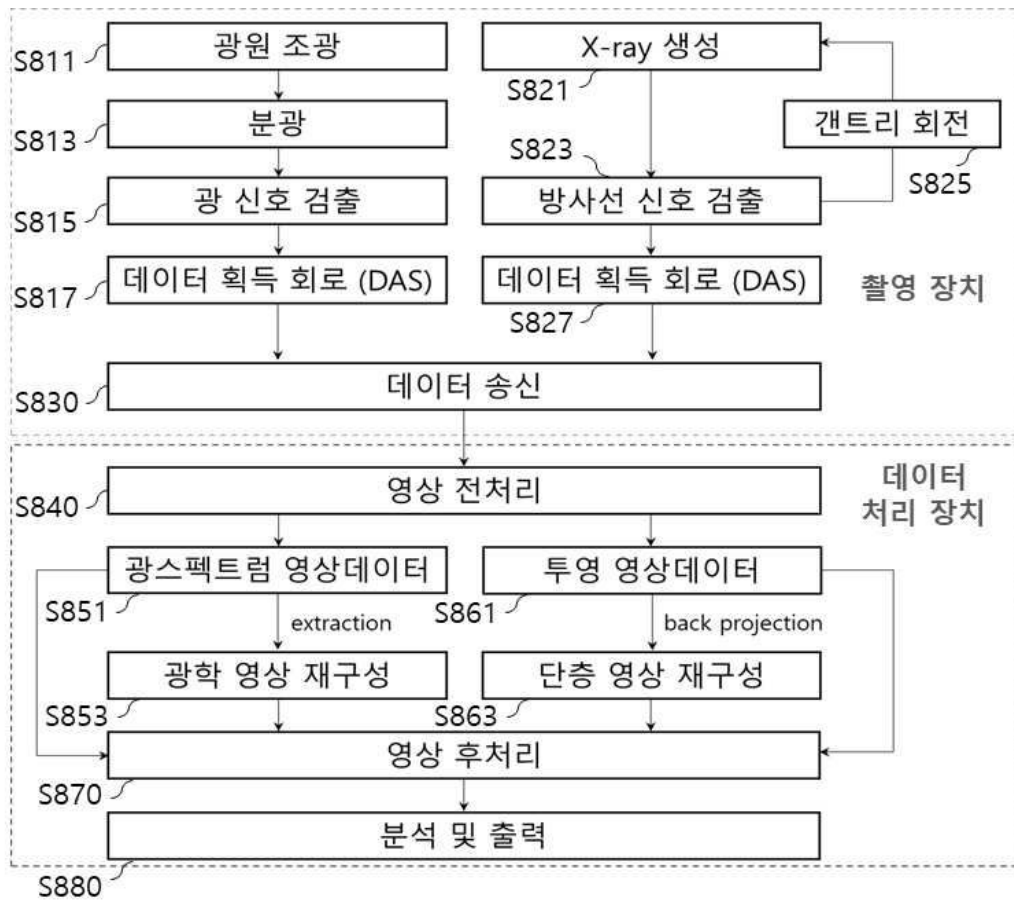 광원 조광
S811
X-ray 생성
S821
분광
S813
갠트리 회전
S825
S823
광 신호 검출
S815
방사선 신호 검출
데이터 획득 회로 (DAS)
S817
데이터 획득 회로 (DAS)
S827
촬영 장치
데이터 송신
S830
영상 전처리
S840
데이터
처리 장치
광스펙트럼 영상데이터
S851
투영 영상데이터
S861
extraction
back projection
광학 영상 재구성
S853
단층 영상 재구성
S863
영상 후처리
S870
분석 및 출력
S880